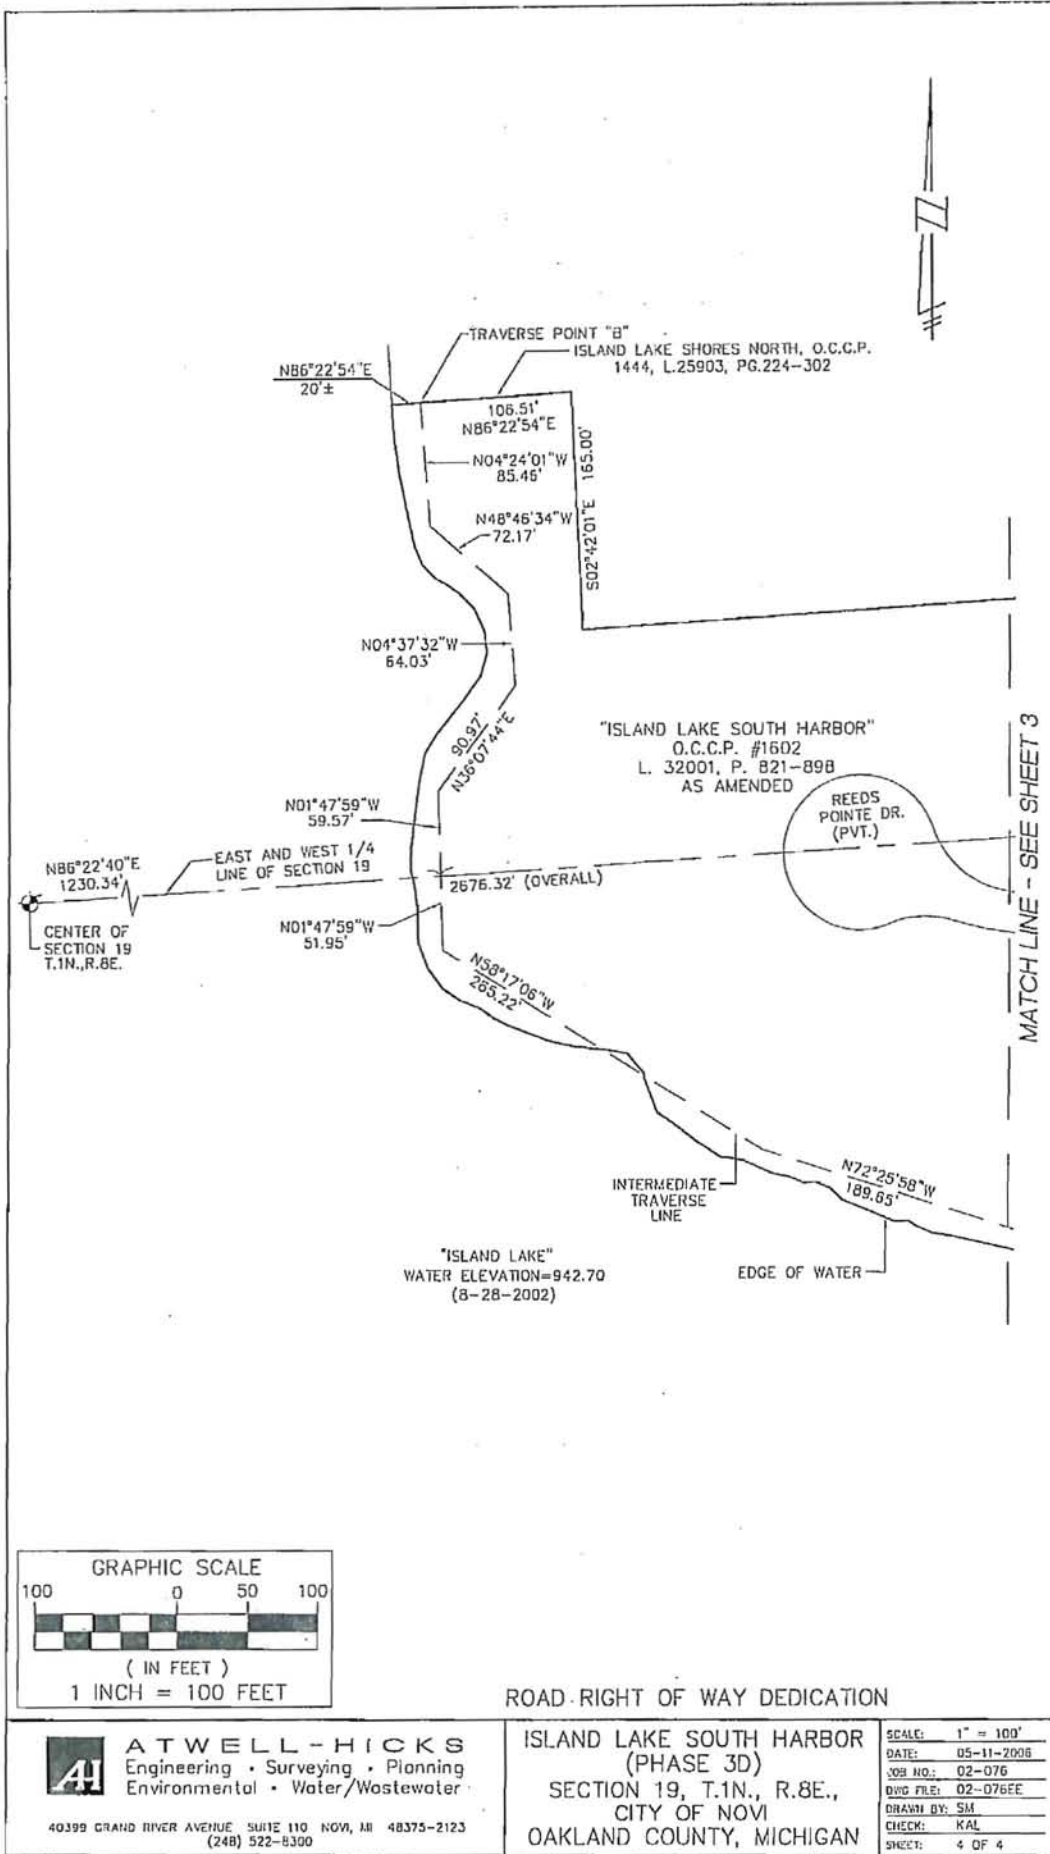 TRAVERSE POINT "B"
ISLAND LAKE SHORES NORTH, O.C.C.P.
1444, L.25903, PG.224-302
N86°22'54"E
20'±
106.51'
N86°22'54"E
N04°24'01"W
85.46'
S02°42'01"E 165.00'
N48°46'34"W
72.17'
N04°37'32"W
64.03'
90.97'
N36°07'44"E
"ISLAND LAKE SOUTH HARBOR"
O.C.C.P. #1602
L. 32001, P. 821-898
AS AMENDED
REEDS
POINTE DR.
(PVT.)
MATCH LINE - SEE SHEET 3
N01°47'59"W
59.57'
N86°22'40"E
1230.34'
EAST AND WEST 1/4
LINE OF SECTION 19
2676.32' (OVERALL)
CENTER OF
SECTION 19
T.1N.,R.8E.
N01°47'59"W
51.95'
N58°17'06"W
265.22'
INTERMEDIATE
TRAVERSE
LINE
N72°25'58"W
189.65'
EDGE OF WATER
"ISLAND LAKE"
WATER ELEVATION=942.70
(8-28-2002)
GRAPHIC SCALE
100 0 50 100
( IN FEET )
1 INCH = 100 FEET
ROAD RIGHT OF WAY DEDICATION
AH
ATWELL-HICKS
Engineering • Surveying • Planning
Environmental • Water/Wastewater
40399 GRAND RIVER AVENUE SUITE 110 NOVI, MI 48375-2123
(248) 522-8300
ISLAND LAKE SOUTH HARBOR
(PHASE 3D)
SECTION 19, T.1N., R.8E.,
CITY OF NOVI
OAKLAND COUNTY, MICHIGAN
SCALE: 1" = 100'
DATE: 05-11-2006
JOB NO.: 02-076
DWG FILE: 02-076EE
DRAWN BY: SM
CHECK: KAL
SHEET: 4 OF 4